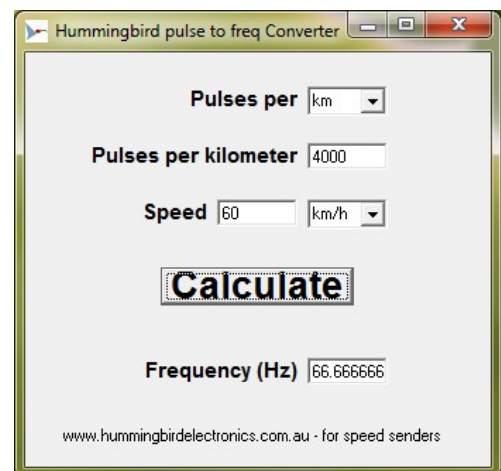 Hummingbird pulse to freq Converter
Pulses per km
Pulses per kilometer 4000
Speed 60 km/h
Calculate
Frequency (Hz) 66.666666
www.hummingbirdelectronics.com.au - for speed senders